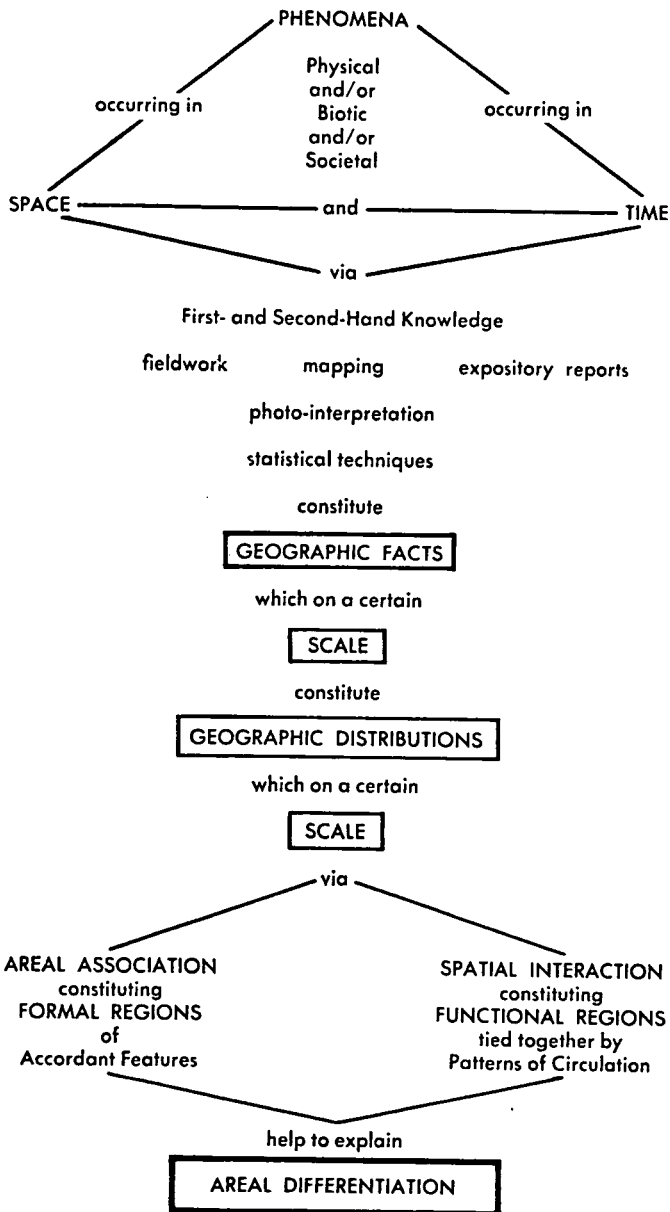 PHENOMENA
Physical
and/or
occurring in Biotic occurring in
and/or
Societal
SPACE and TIME
via
First- and Second-Hand Knowledge
fieldwork mapping expository reports
photo-interpretation
statistical techniques
constitute
GEOGRAPHIC FACTS
which on a certain
SCALE
constitute
GEOGRAPHIC DISTRIBUTIONS
which on a certain
SCALE
via
AREAL ASSOCIATION
constituting
FORMAL REGIONS
of
Accordant Features
SPATIAL INTERACTION
constituting
FUNCTIONAL REGIONS
tied together by
Patterns of Circulation
help to explain
AREAL DIFFERENTIATION